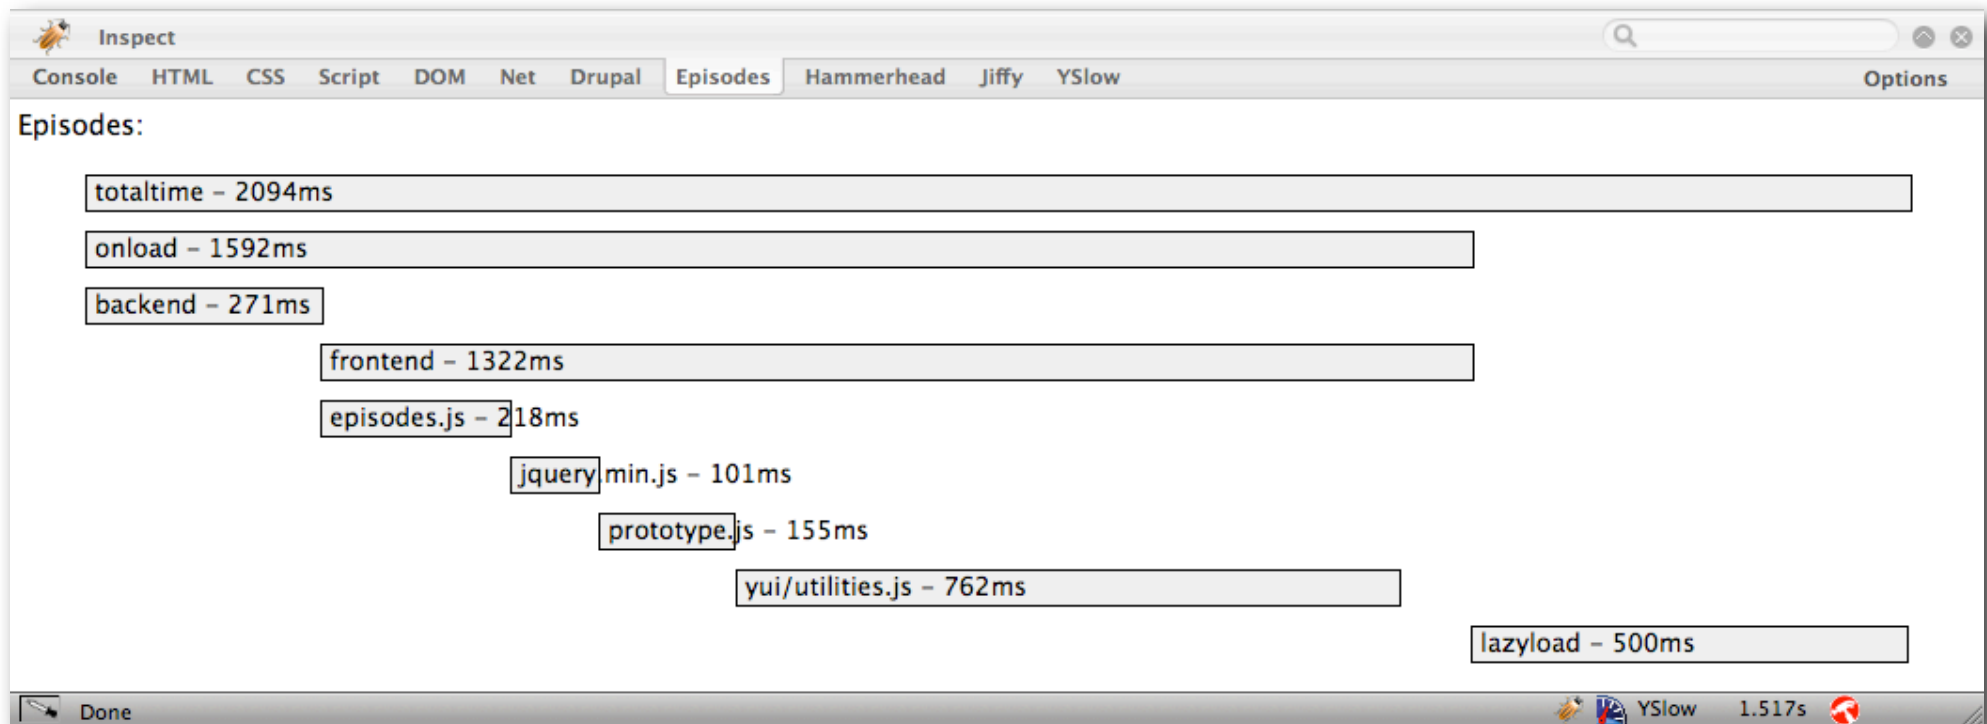 Inspect
Console HTML CSS Script DOM Net Drupal Episodes Hammerhead Jiffy YSlow Options
Episodes:
totaltime – 2094ms
onload – 1592ms
backend – 271ms
frontend – 1322ms
episodes.js – 218ms
jquery.min.js – 101ms
prototype.js – 155ms
yui/utilities.js – 762ms
lazyload – 500ms
Done YSlow 1.517s